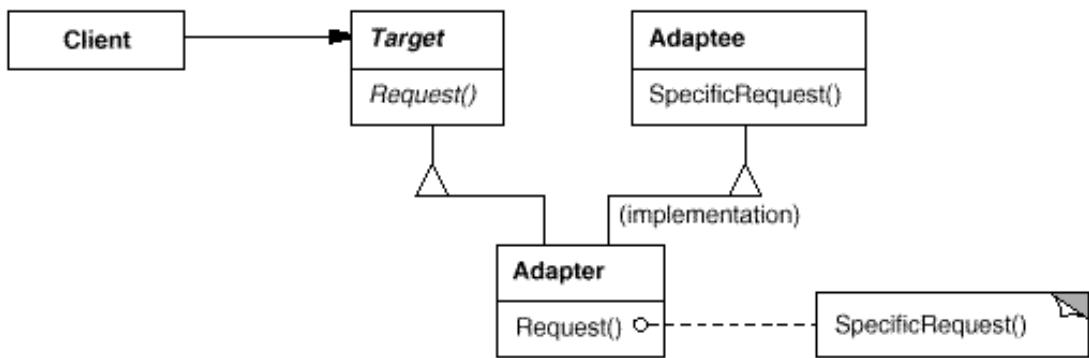 Client
Target
Request()
Adaptee
SpecificRequest()
(implementation)
Adapter
Request()
SpecificRequest()